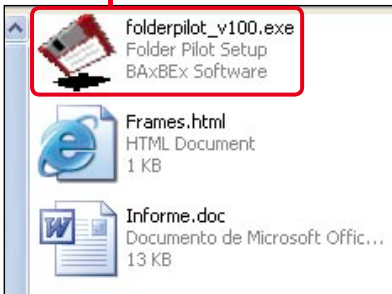 folderpilot_v100.exe
Folder Pilot Setup
BAxBEx Software
Frames.html
HTML Document
1 KB
Informe.doc
Documento de Microsoft Offic...
13 KB